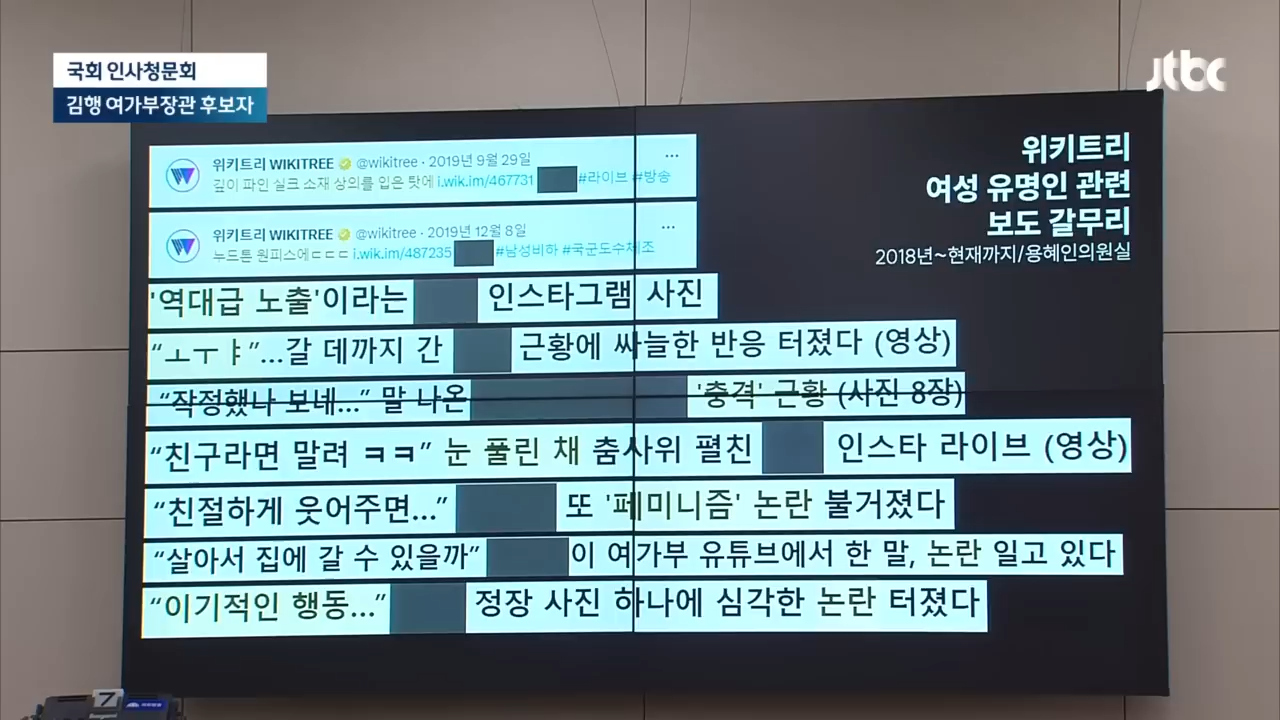 국회 인사청문회
김행 여가부장관 후보자
jtbc
위키트리 WIKITREE @wikitree · 2019년 9월 29일
깊이 파인 실크 소재 상의를 입은 탓에 i.wik.im/467731 #라이브 #방송
위키트리 WIKITREE @wikitree · 2019년 12월 8일
누드톤 원피스에ㄷㄷㄷ i.wik.im/487235 #남성비하 #국군도수체조
위키트리
여성 유명인 관련
보도 갈무리
2018년~현재까지/용혜인의원실
'역대급 노출'이라는 인스타그램 사진
“ㅗㅜㅑ”...갈 데까지 간 근황에 싸늘한 반응 터졌다 (영상)
“작정했나 보네...” 말 나온 '충격' 근황 (사진 8장)
“친구라면 말려 ㅋㅋ” 눈 풀린 채 춤사위 펼친 인스타 라이브 (영상)
“친절하게 웃어주면...” 또 '페미니즘' 논란 불거졌다
“살아서 집에 갈 수 있을까” 이 여가부 유튜브에서 한 말, 논란 일고 있다
“이기적인 행동...” 정장 사진 하나에 심각한 논란 터졌다
7